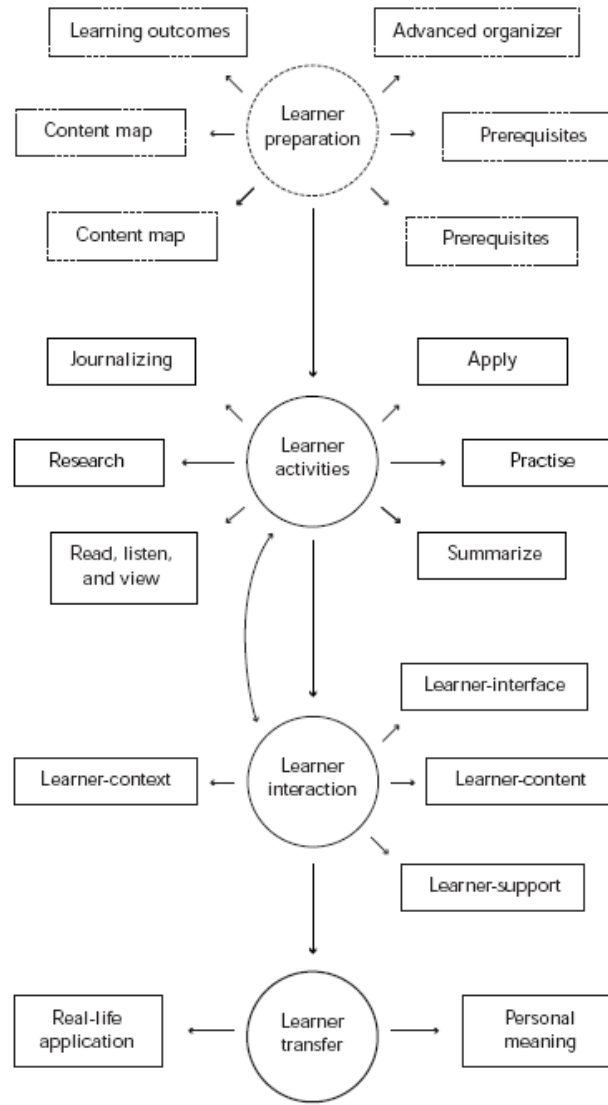 Learning outcomes
Advanced organizer
Learner
preparation
Content map
Prerequisites
Content map
Prerequisites
Journalizing
Apply
Learner
activities
Research
Practise
Read, listen,
and view
Summarize
Learner-interface
Learner
interaction
Learner-context
Learner-content
Learner-support
Real-life
application
Learner
transfer
Personal
meaning